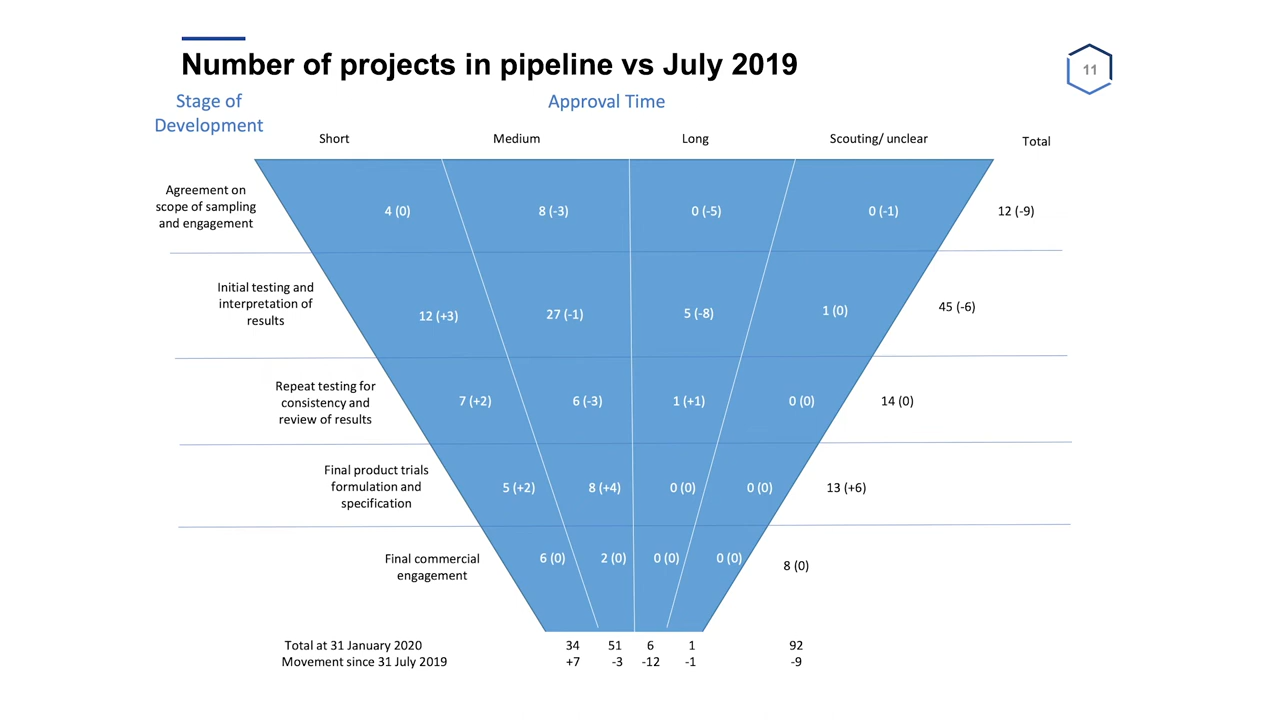 Number of projects in pipeline vs July 2019
11
Stage of
Development
Approval Time
Short
Medium
Long
Scouting/ unclear
Total
Agreement on
scope of sampling
and engagement
4 (0)
8 (-3)
0 (-5)
0 (-1)
12 (-9)
Initial testing and
interpretation of
results
12 (+3)
27 (-1)
5 (-8)
1 (0)
45 (-6)
Repeat testing for
consistency and
review of results
7 (+2)
6 (-3)
1 (+1)
0 (0)
14 (0)
Final product trials
formulation and
specification
5 (+2)
8 (+4)
0 (0)
0 (0)
13 (+6)
Final commercial
engagement
6 (0)
2 (0)
0 (0)
0 (0)
8 (0)
Total at 31 January 2020 34 51 6 1 92
Movement since 31 July 2019 +7 -3 -12 -1 -9